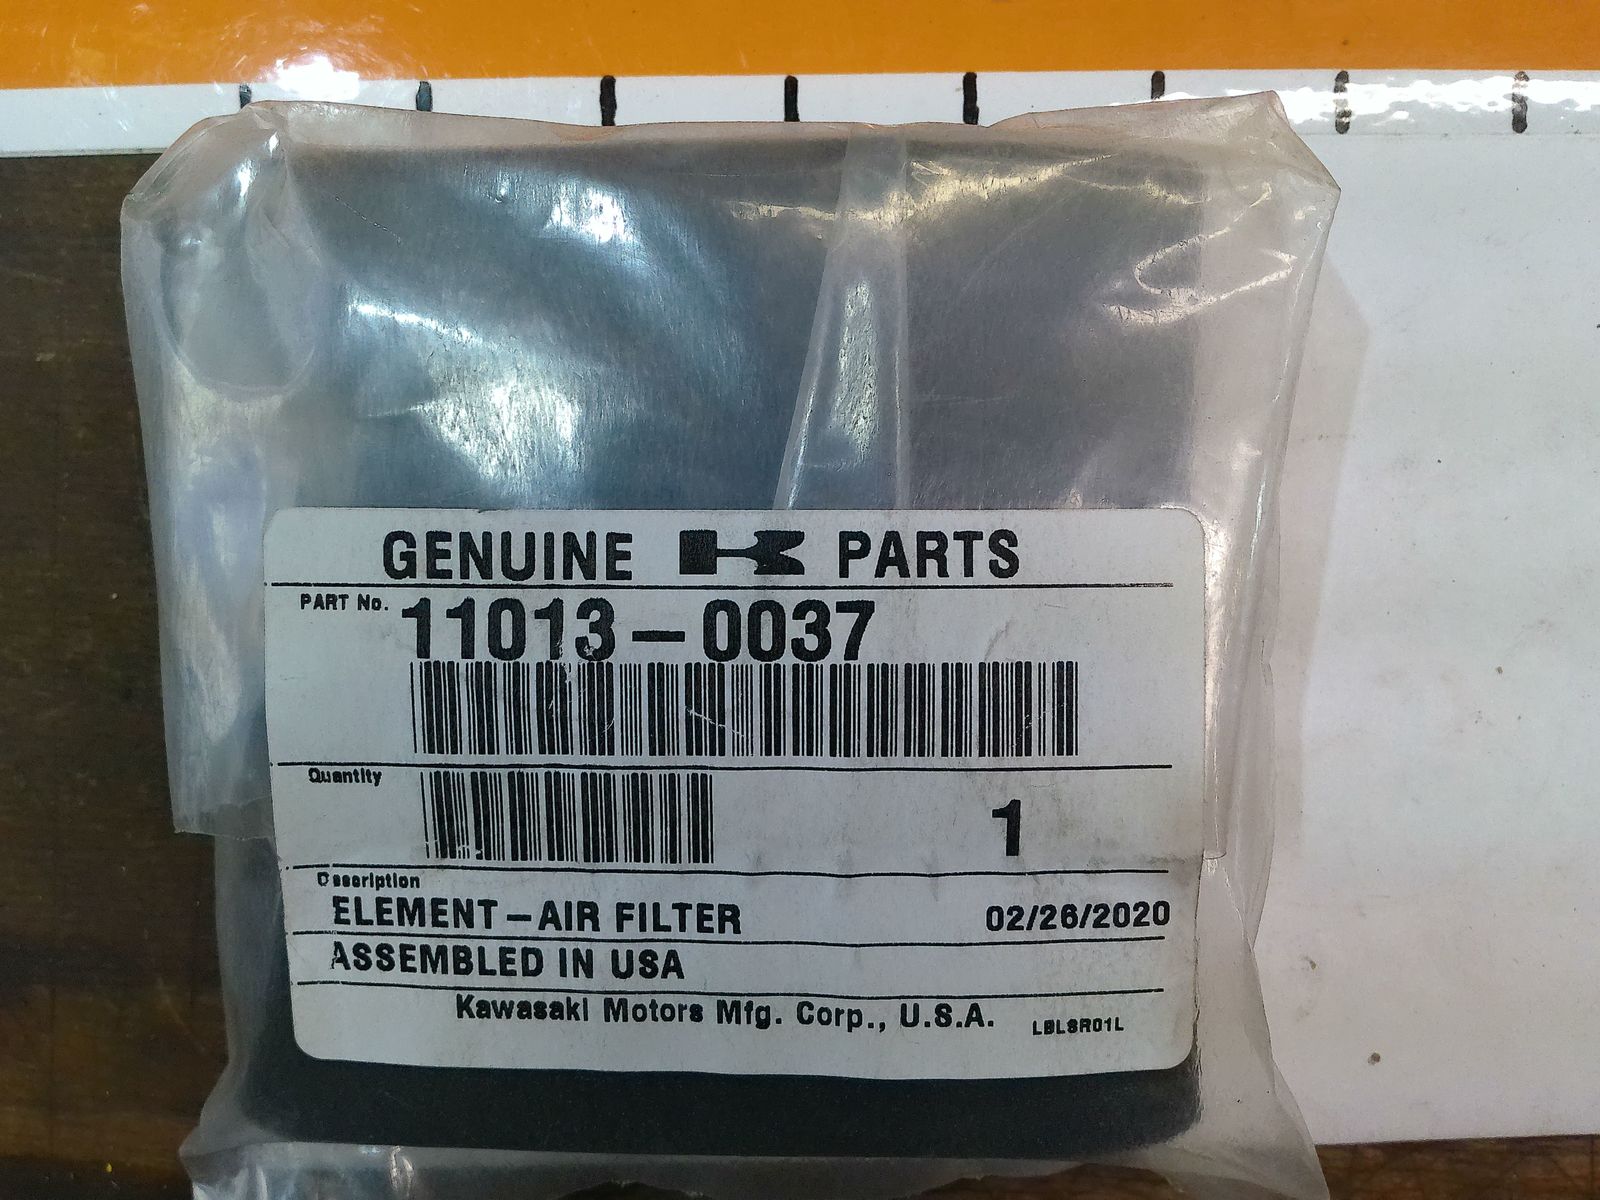 GENUINE PARTS
PART No. 11013-0037
Quantity 1
Description
ELEMENT-AIR FILTER 02/26/2020
ASSEMBLED IN USA
Kawasaki Motors Mfg. Corp., U.S.A. LBLSR01L